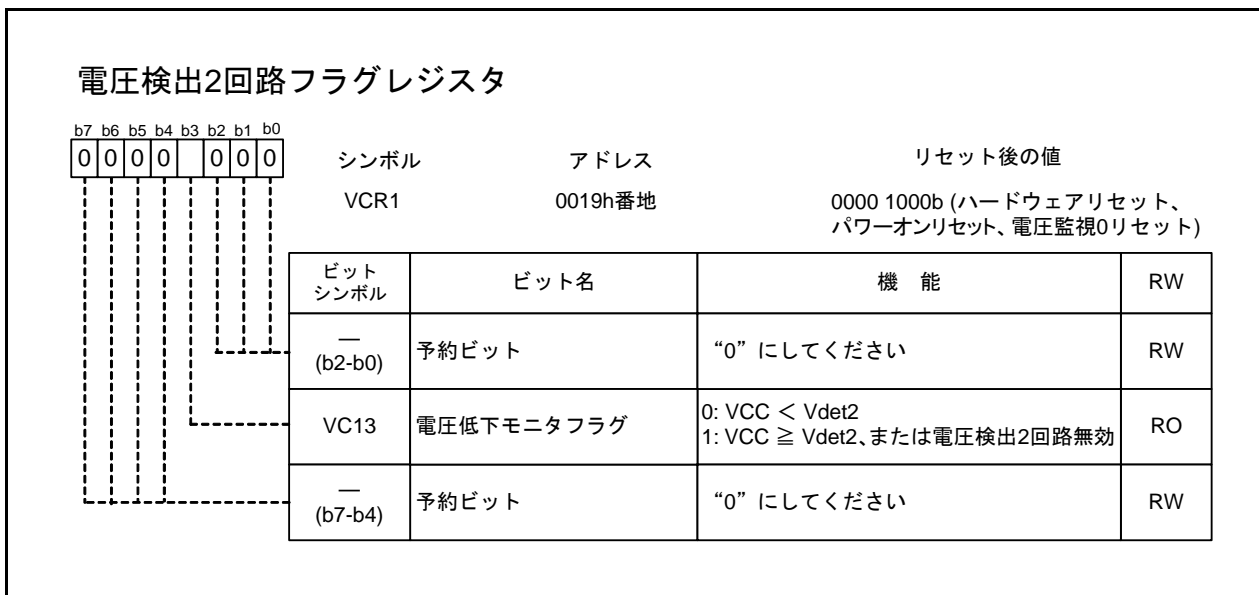 電圧検出2回路フラグレジスタ
b7 b6 b5 b4 b3 b2 b1 b0
0 0 0 0 0 0 0
シンボル アドレス リセット後の値
VCR1 0019h番地 0000 1000b (ハードウェアリセット、
パワーオンリセット、電圧監視0リセット)
ビット
シンボル ビット名 機 能 RW
—
(b2-b0) 予約ビット “0” にしてください RW
VC13 電圧低下モニタフラグ 0: VCC < Vdet2
1: VCC ≧ Vdet2、または電圧検出2回路無効 RO
—
(b7-b4) 予約ビット “0” にしてください RW